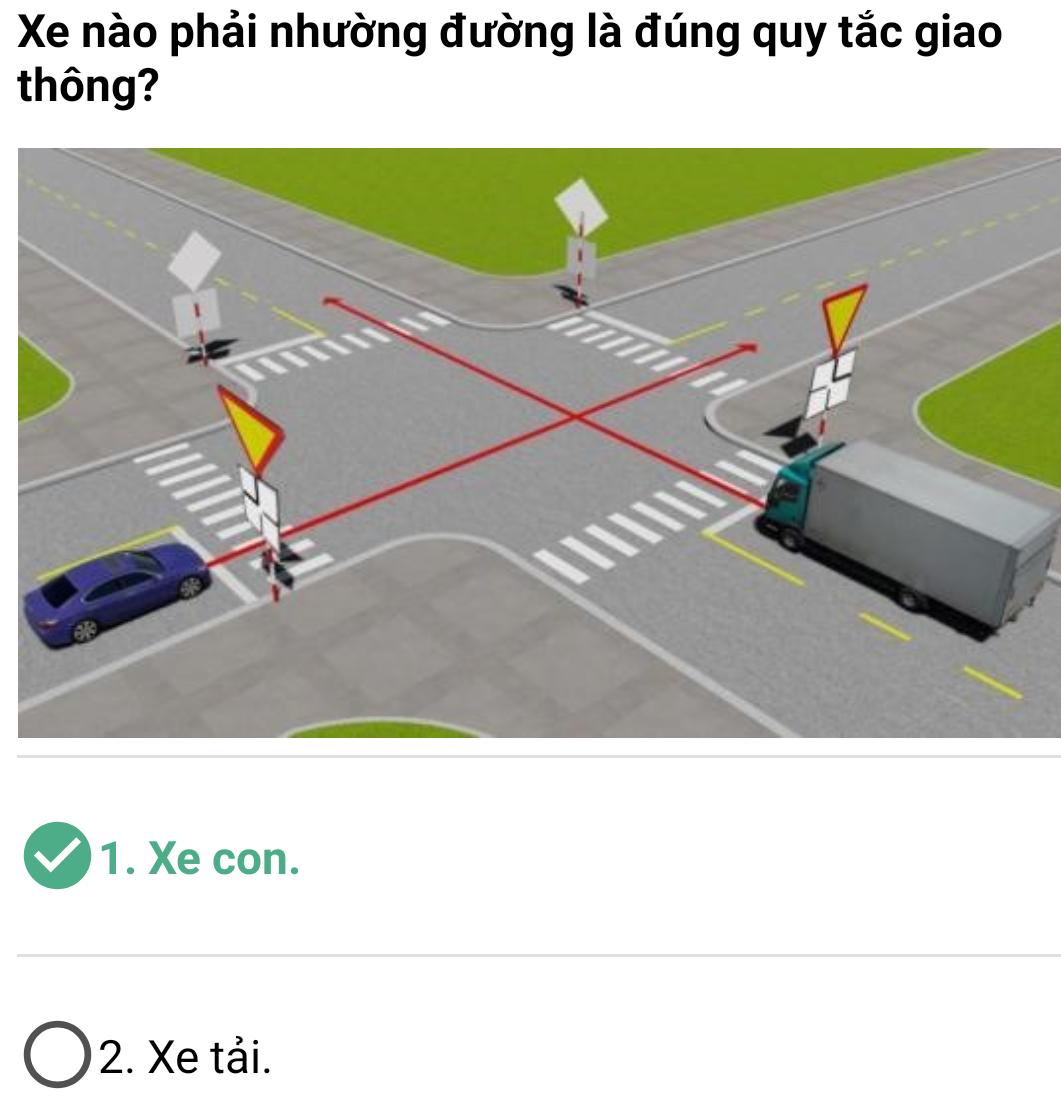 Xe nào phải nhường đường là đúng quy tắc giao
thông?
1. Xe con.
2. Xe tải.